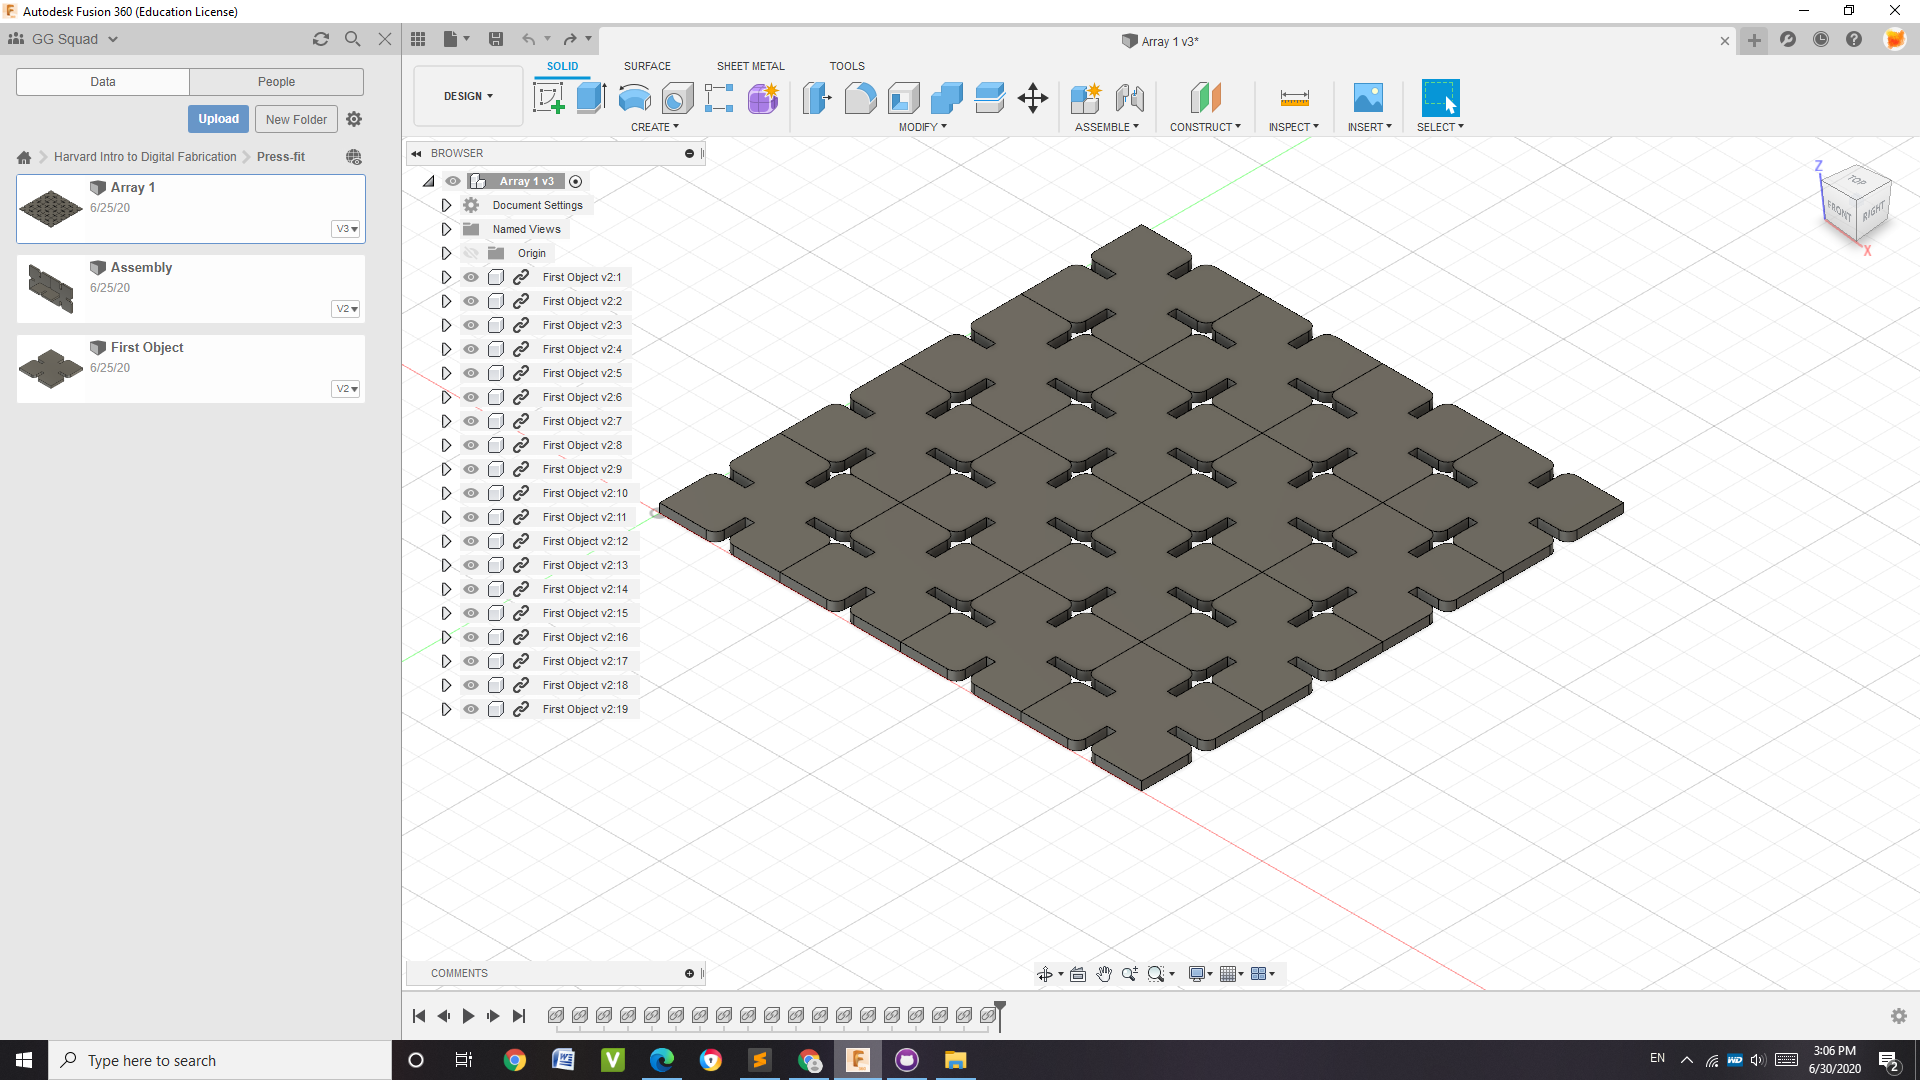 Autodesk Fusion 360 (Education License)
GG Squad
Data
People
Upload
New Folder
Harvard Intro to Digital Fabrication
Press-fit
Array 1
6/25/20
V3
Assembly
6/25/20
V2
First Object
6/25/20
V2
Array 1 v3*
SOLID
SURFACE
SHEET METAL
TOOLS
DESIGN
CREATE
MODIFY
ASSEMBLE
CONSTRUCT
INSPECT
INSERT
SELECT
BROWSER
Array 1 v3
Document Settings
Named Views
Origin
First Object v2:1
First Object v2:2
First Object v2:3
First Object v2:4
First Object v2:5
First Object v2:6
First Object v2:7
First Object v2:8
First Object v2:9
First Object v2:10
First Object v2:11
First Object v2:12
First Object v2:13
First Object v2:14
First Object v2:15
First Object v2:16
First Object v2:17
First Object v2:18
First Object v2:19
Z
TOP
FRONT
RIGHT
X
COMMENTS
Type here to search
EN
3:06 PM
6/30/2020
2